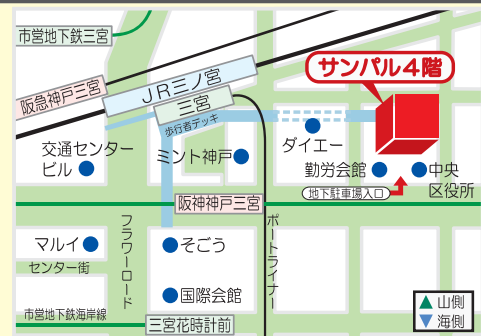 市営地下鉄三宮
阪急神戸三宮
JR三ノ宮
三宮
歩行者デッキ
サンパル4階
交通センター
ビル
ミント神戸
ダイエー
勤労会館
中央
区役所
地下駐車場入口
阪神神戸三宮
マルイ
センター街
フラワーロード
そごう
ポートライナー
国際会館
市営地下鉄海岸線
三宮花時計前
山側
海側